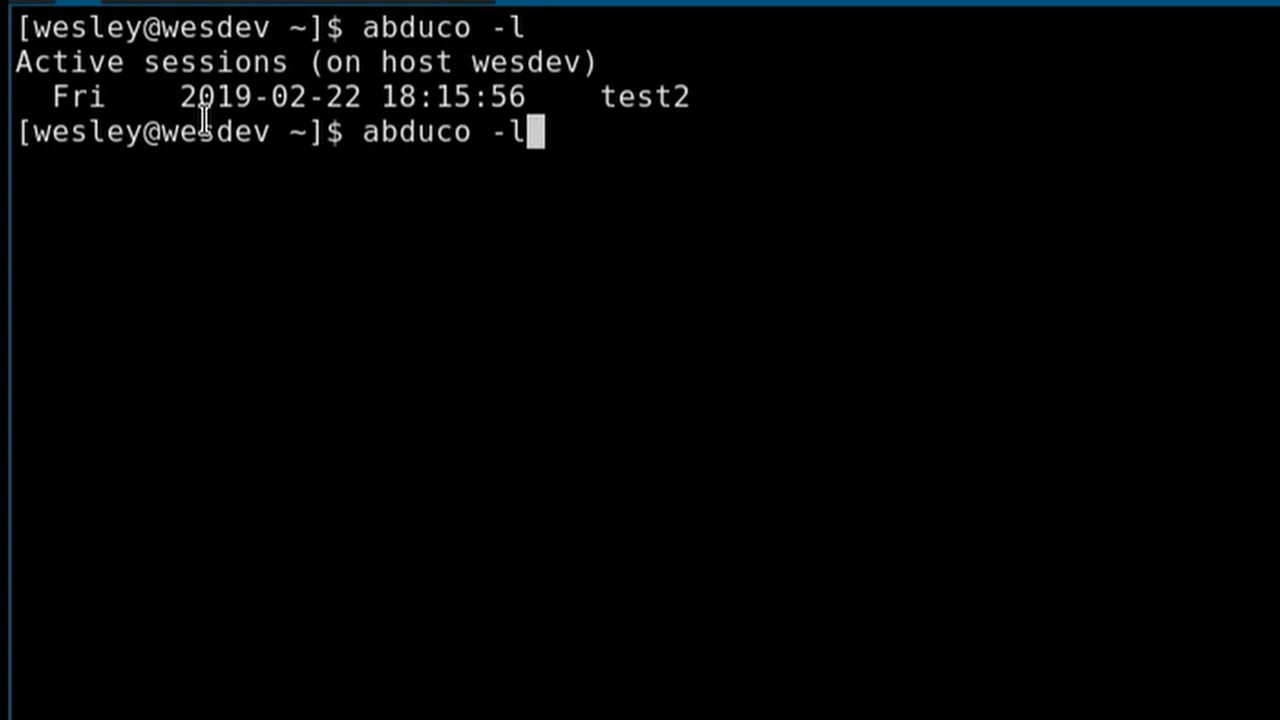 [wesley@wesdev ~]$ abduco -l
Active sessions (on host wesdev)
  Fri    2019-02-22 18:15:56    test2
[wesley@wesdev ~]$ abduco -l